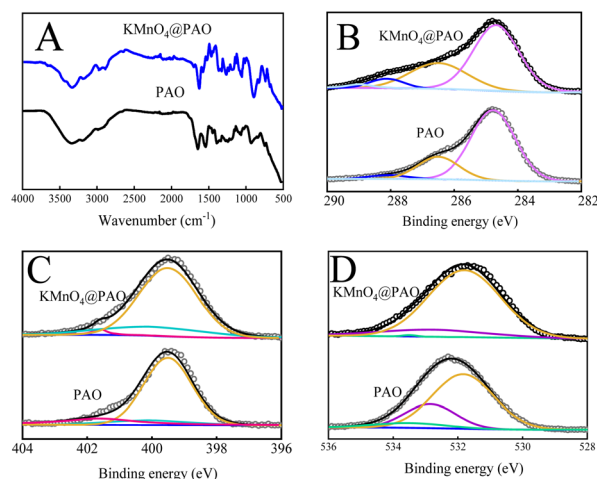 A
KMnO₄@PAO
PAO
4000 3500 3000 2500 2000 1500 1000 500
Wavenumber (cm⁻¹)
B
KMnO₄@PAO
PAO
290 288 286 284 282
Binding energy (eV)
C
KMnO₄@PAO
PAO
404 402 400 398 396
Binding energy (eV)
D
KMnO₄@PAO
PAO
536 534 532 530 528
Binding energy (eV)